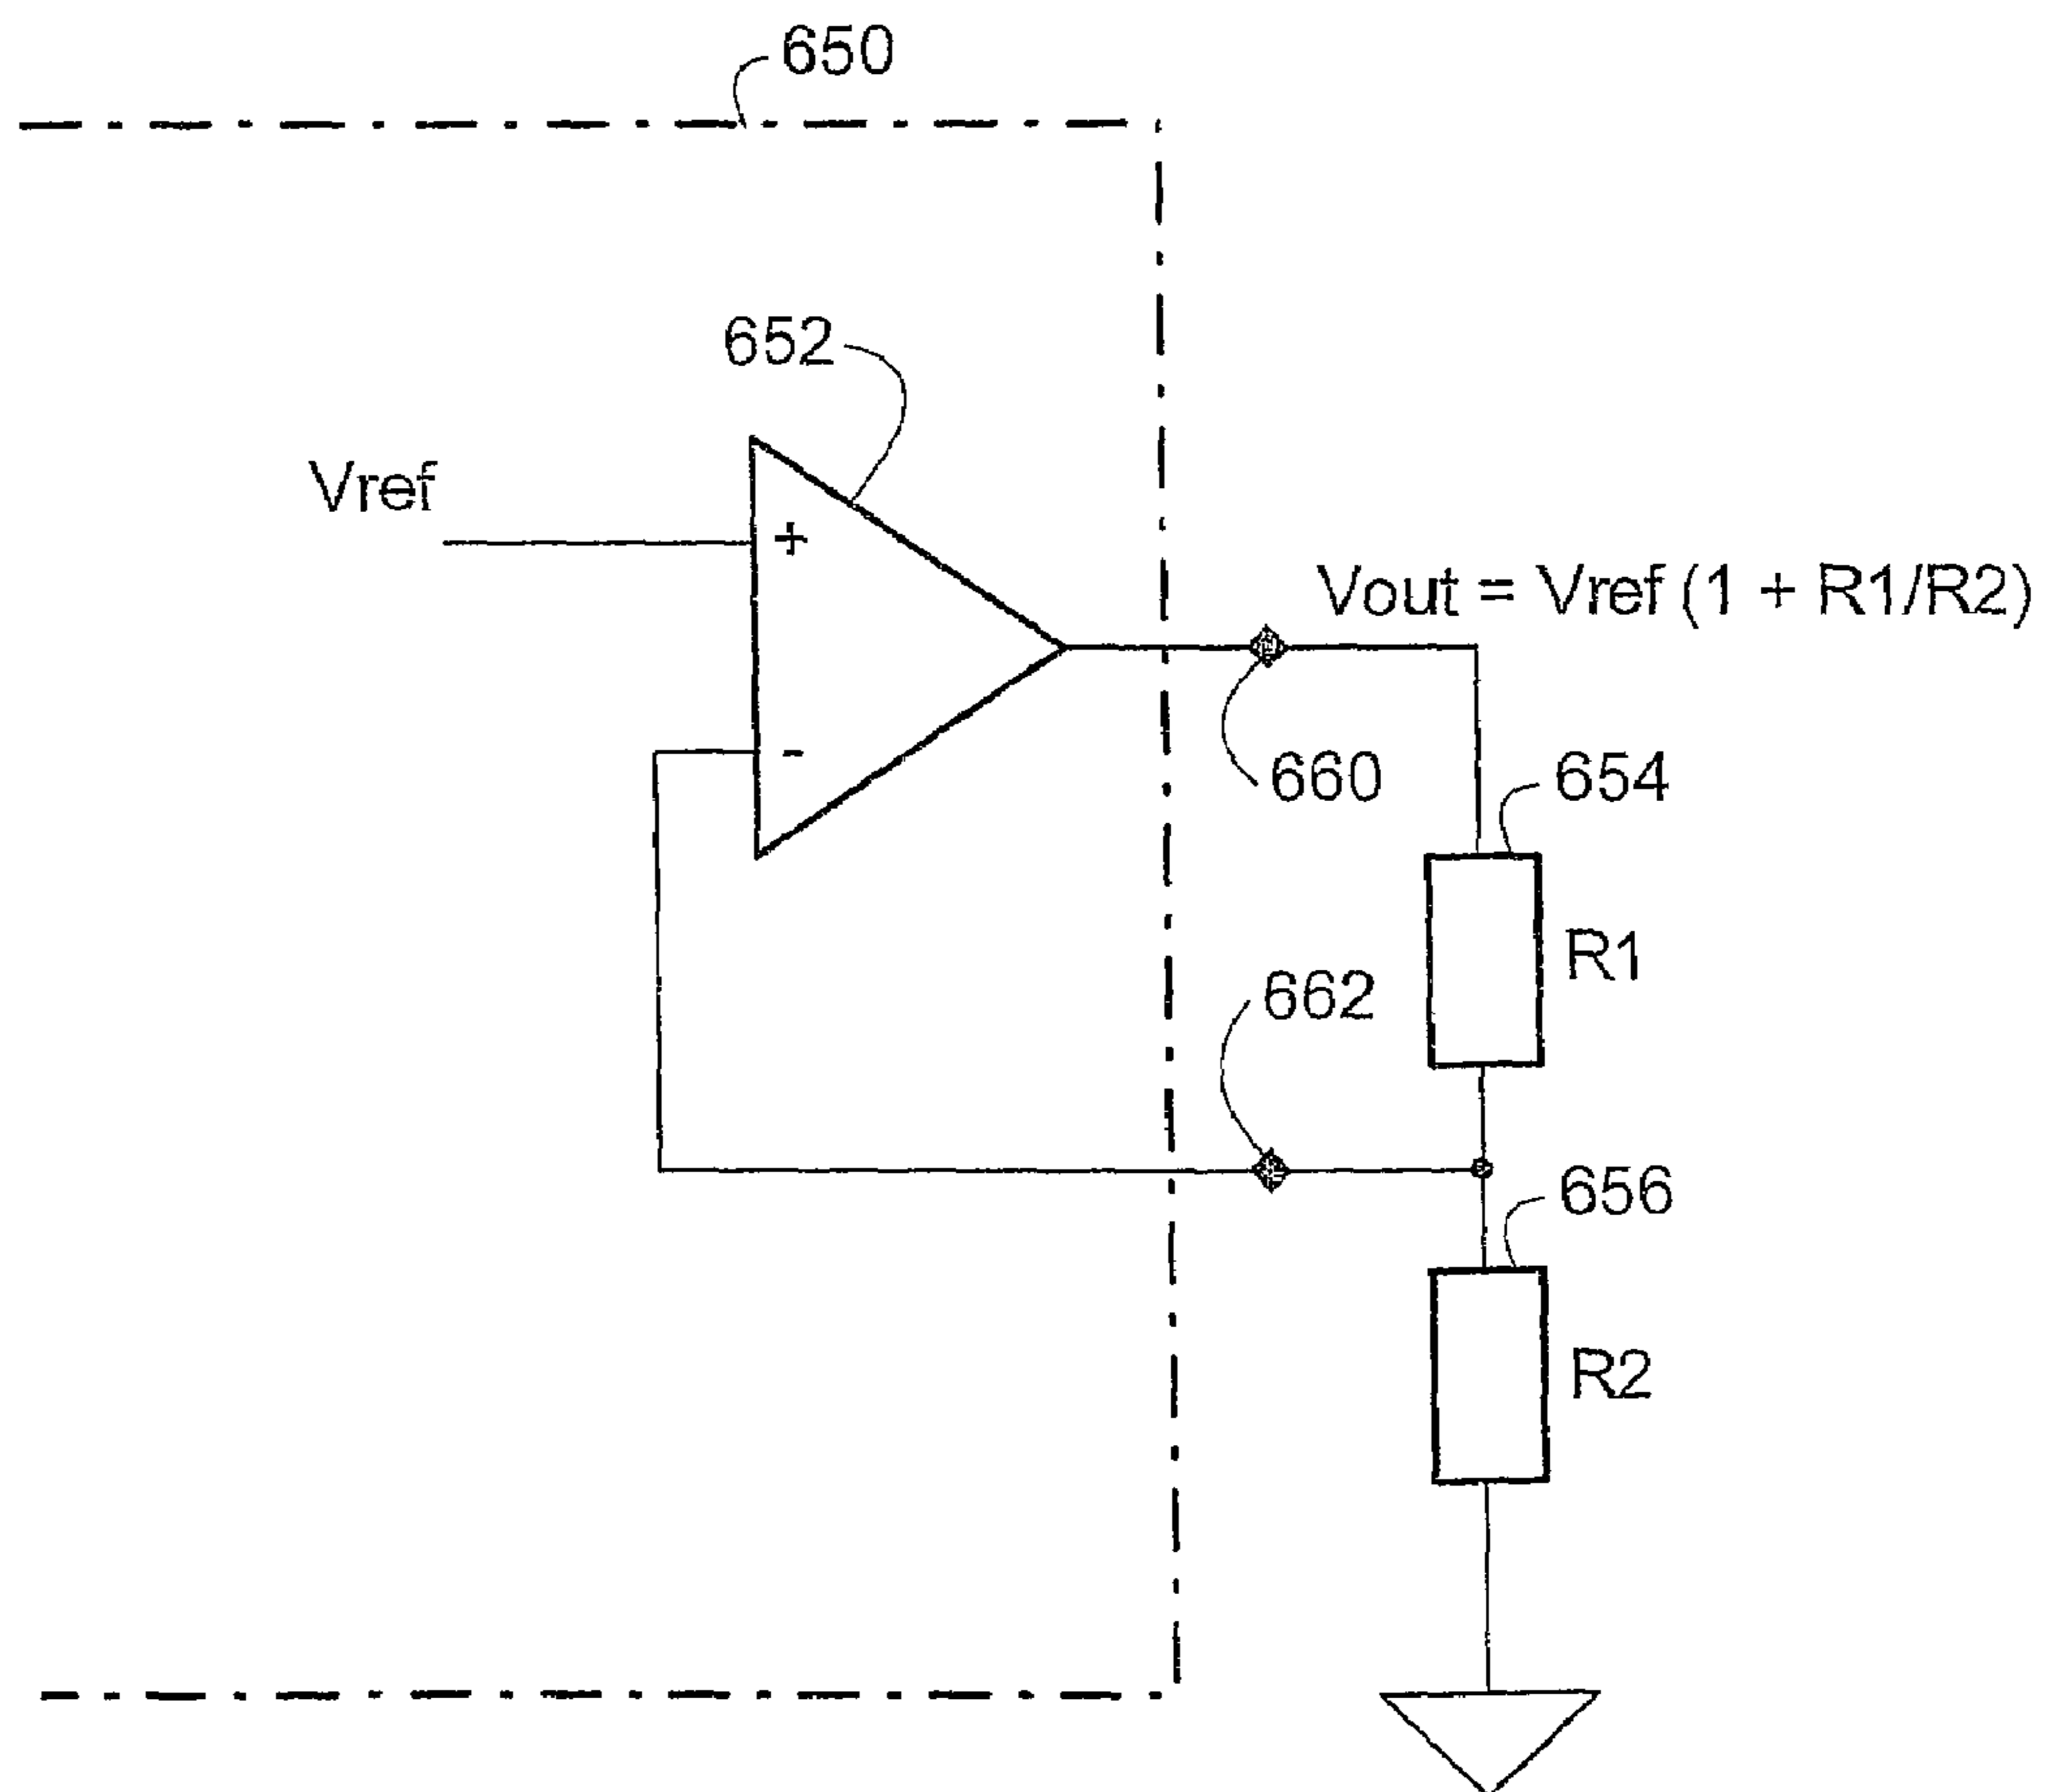 650
652
Vref
+
Vout = Vref (1 + R1/R2)
-
660
654
R1
662
656
R2